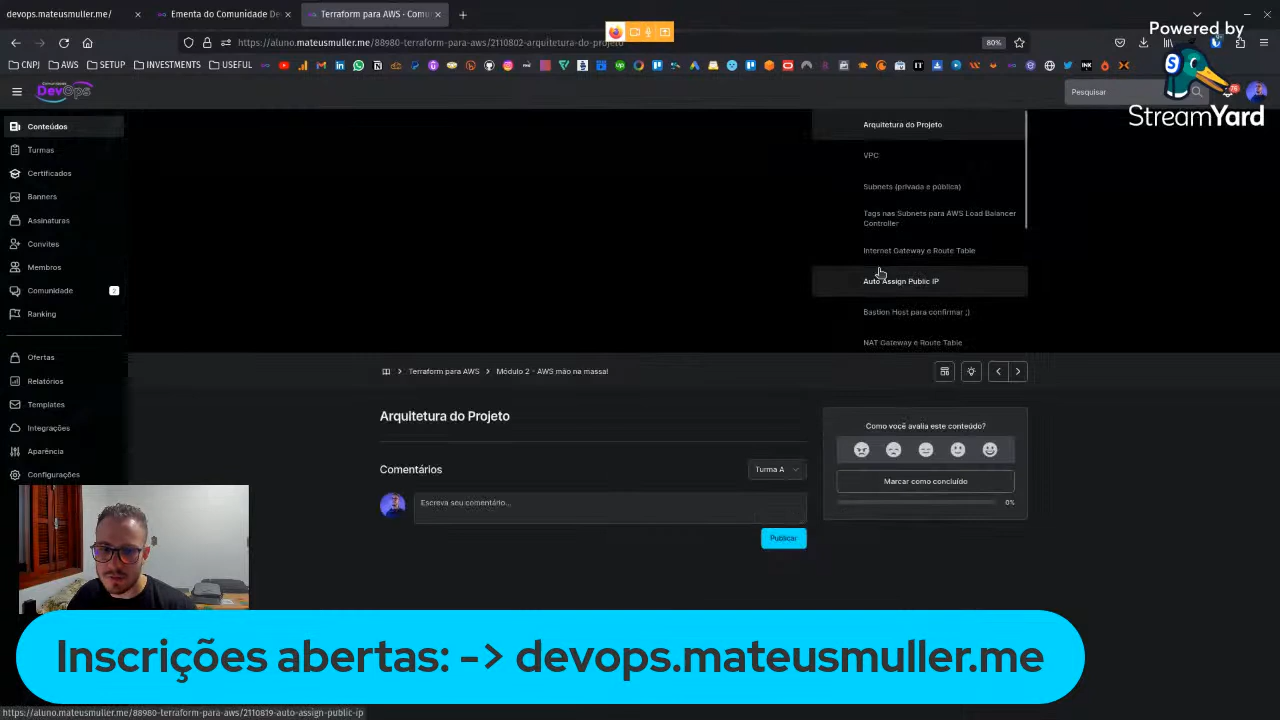 devops.mateusmuller.me/
Ementa do Comunidade De
Terraform para AWS - Comu
https://aluno.mateusmuller.me/88980-terraform-para-aws/2110802-arquitetura-do-projeto
80%
Powered by
StreamYard
CNPJ
AWS
SETUP
INVESTMENTS
USEFUL
Comunidade
DevOps
Pesquisar
76
Conteúdos
Turmas
Certificados
Banners
Assinaturas
Convites
Membros
Comunidade
2
Ranking
Ofertas
Relatórios
Templates
Integrações
Aparência
Configurações
Arquitetura do Projeto
VPC
Subnets (privada e pública)
Tags nas Subnets para AWS Load Balancer
Controller
Internet Gateway e Route Table
Auto Assign Public IP
Bastion Host para confirmar ;)
NAT Gateway e Route Table
Terraform para AWS
Módulo 2 - AWS mão na massa!
Arquitetura do Projeto
Comentários
Turma A
Escreva seu comentário...
Publicar
Como você avalia este conteúdo?
Marcar como concluído
0%
Inscrições abertas: -> devops.mateusmuller.me
https://aluno.mateusmuller.me/88980-terraform-para-aws/2110819-auto-assign-public-ip